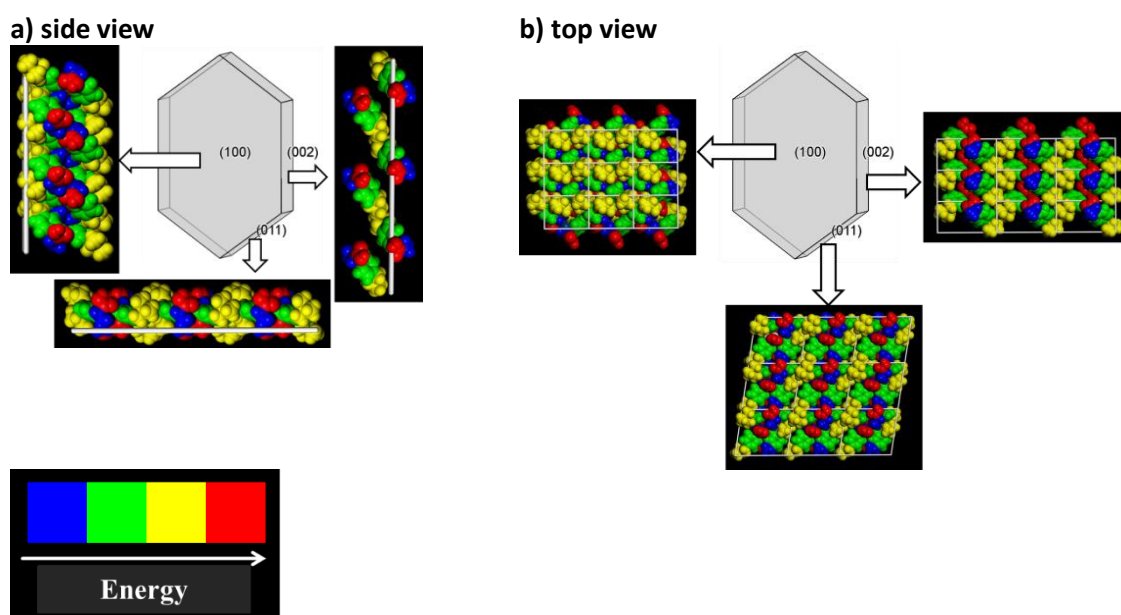 a) side view
b) top view
(100)
(002)
(011)
(100)
(002)
(011)
Energy